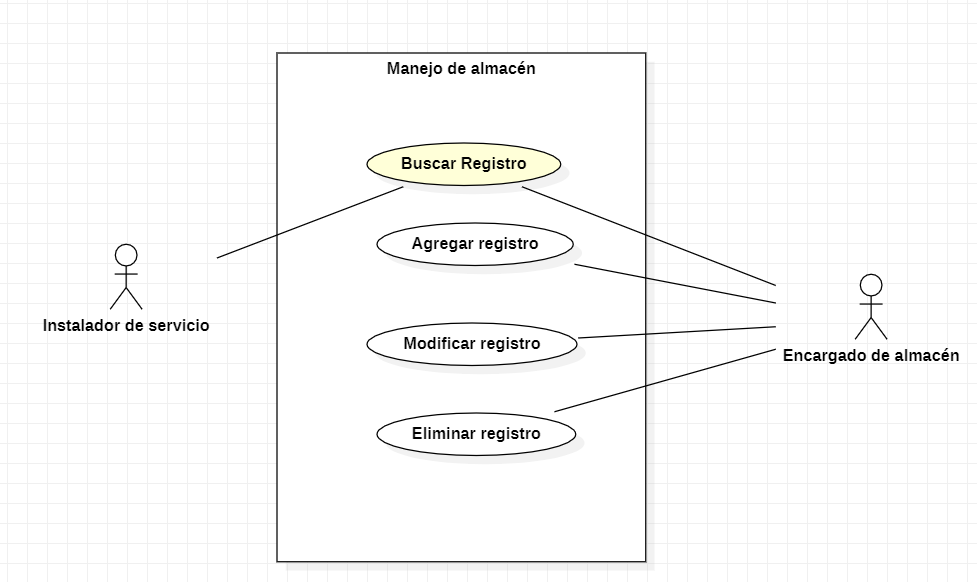 Manejo de almacén
Buscar Registro
Agregar registro
Instalador de servicio
Modificar registro
Encargado de almacén
Eliminar registro